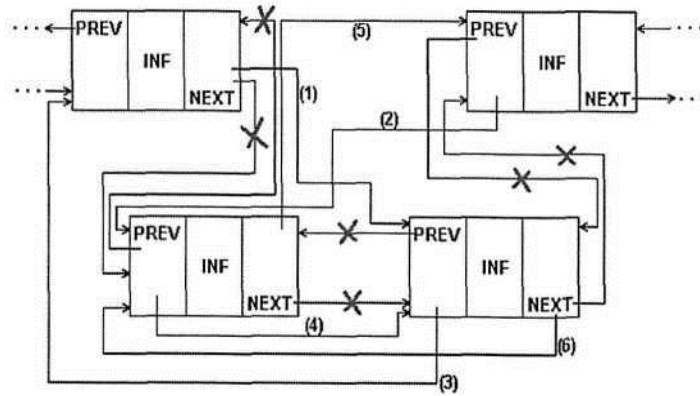 PREV INF NEXT
PREV INF NEXT
(1)
(2)
(5)
PREV INF NEXT
PREV INF NEXT
(4)
(3)
(6)